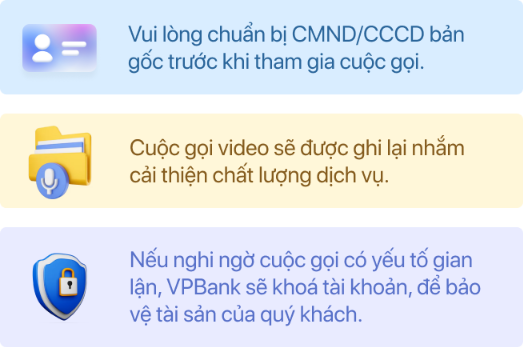 Vui lòng chuẩn bị CMND/CCCD bản
gốc trước khi tham gia cuộc gọi.
Cuộc gọi video sẽ được ghi lại nhắm
cải thiện chất lượng dịch vụ.
Nếu nghi ngờ cuộc gọi có yếu tố gian
lận, VPBank sẽ khoá tài khoản, để bảo
vệ tài sản của quý khách.